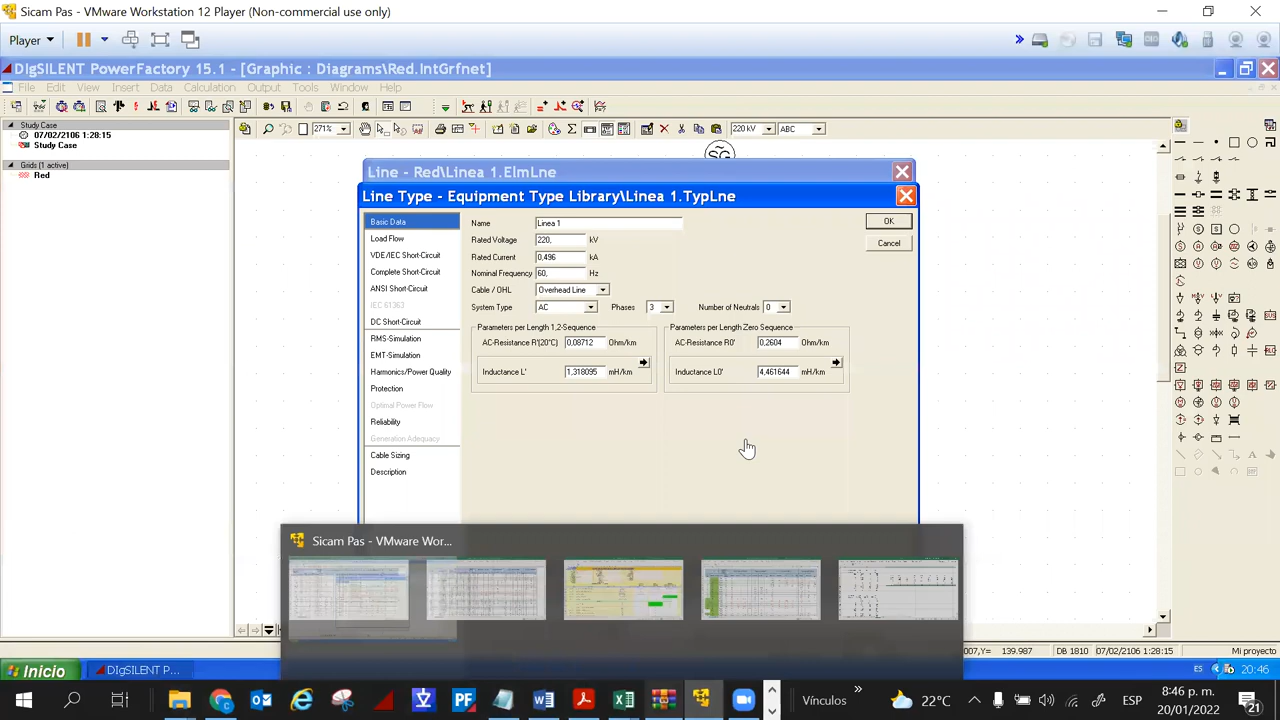 Sicam Pas - VMware Workstation 12 Player (Non-commercial use only)
Player
DIgSILENT PowerFactory 15.1 - [Graphic : Diagrams\Red.IntGrfnet]
File Edit View Insert Data Calculation Output Tools Window Help
Study Case
07/02/2106 1:28:15
Study Case
Grids (1 active)
Red
271%
220 kV
ABC
SG
Line - Red\Linea 1.ElmLne
Line Type - Equipment Type Library\Linea 1.TypLne
Basic Data
Load Flow
VDE/IEC Short-Circuit
Complete Short-Circuit
ANSI Short-Circuit
IEC 61363
DC Short-Circuit
RMS-Simulation
EMT-Simulation
Harmonics/Power Quality
Protection
Optimal Power Flow
Reliability
Generation Adequacy
Cable Sizing
Description
Name Linea 1
Rated Voltage 220, kV
Rated Current 0,496 kA
Nominal Frequency 60, Hz
Cable / OHL Overhead Line
System Type AC Phases 3 Number of Neutrals 0
Parameters per Length 1,2-Sequence
AC-Resistance R'(20°C) 0,08712 Ohm/km
Inductance L' 1,318095 mH/km
Parameters per Length Zero Sequence
AC-Resistance R0' 0,2604 Ohm/km
Inductance L0' 4,461644 mH/km
OK
Cancel
Sicam Pas - VMware Wor...
007,Y= 139.987 DB 1810 07/02/2106 1:28:15 Mi proyecto
Inicio
DIgSILENT P...
ES
20:46
Vínculos
22°C
ESP
8:46 p. m.
20/01/2022
21